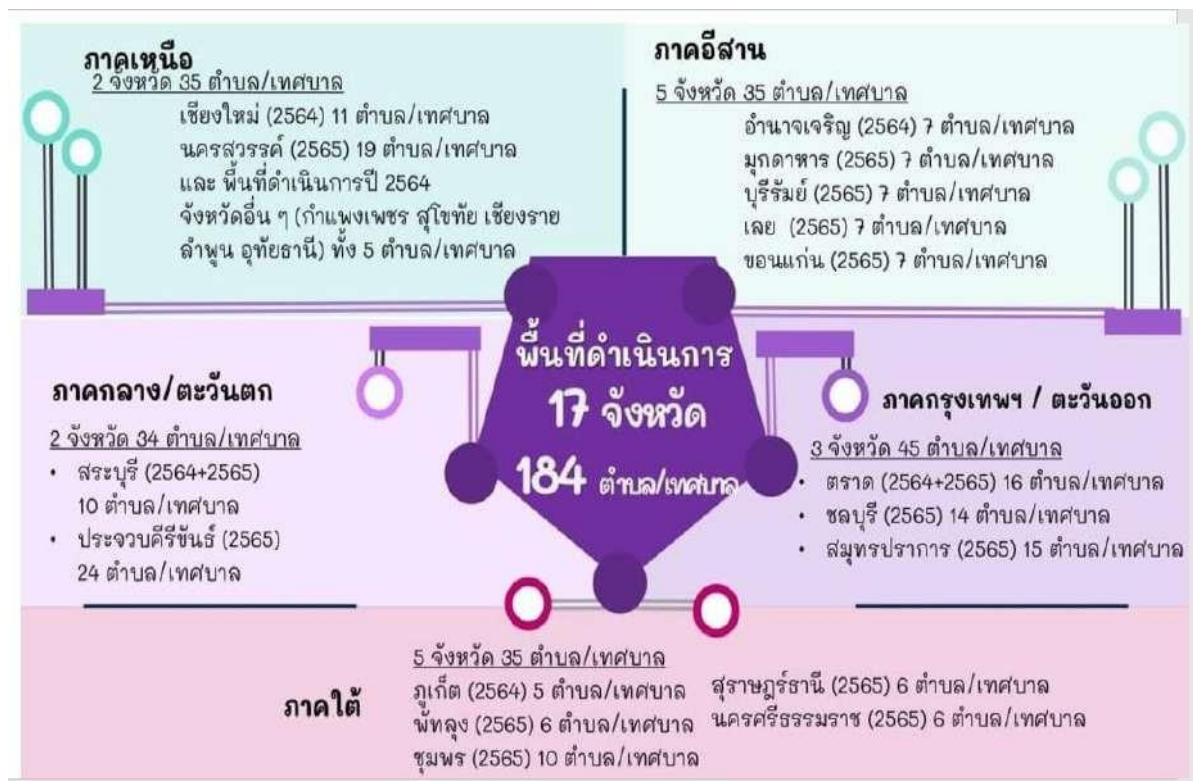 ภาคเหนือ
2 จังหวัด 35 ตำบล/เทศบาล
เชียงใหม่ (2564) 11 ตำบล/เทศบาล
นครสวรรค์ (2565) 19 ตำบล/เทศบาล
และ พื้นที่ดำเนินการปี 2564
จังหวัดอื่น ๆ (กำแพงเพชร สุโขทัย เชียงราย
ลำพูน อุทัยธานี) ทั้ง 5 ตำบล/เทศบาล
ภาคอีสาน
5 จังหวัด 35 ตำบล/เทศบาล
อำนาจเจริญ (2564) 7 ตำบล/เทศบาล
มุกดาหาร (2565) 7 ตำบล/เทศบาล
บุรีรัมย์ (2565) 7 ตำบล/เทศบาล
เลย (2565) 7 ตำบล/เทศบาล
ขอนแก่น (2565) 7 ตำบล/เทศบาล
พื้นที่ดำเนินการ
17 จังหวัด
184 ตำบล/เทศบาล
ภาคกลาง/ตะวันตก
2 จังหวัด 34 ตำบล/เทศบาล
• สระบุรี (2564+2565)
10 ตำบล/เทศบาล
• ประจวบคีรีขันธ์ (2565)
24 ตำบล/เทศบาล
ภาคกรุงเทพฯ / ตะวันออก
3 จังหวัด 45 ตำบล/เทศบาล
• ตราด (2564+2565) 16 ตำบล/เทศบาล
• ชลบุรี (2565) 14 ตำบล/เทศบาล
• สมุทรปราการ (2565) 15 ตำบล/เทศบาล
ภาคใต้
5 จังหวัด 35 ตำบล/เทศบาล
ภูเก็ต (2564) 5 ตำบล/เทศบาล
พัทลุง (2565) 6 ตำบล/เทศบาล
ชุมพร (2565) 10 ตำบล/เทศบาล
สุราษฎร์ธานี (2565) 6 ตำบล/เทศบาล
นครศรีธรรมราช (2565) 6 ตำบล/เทศบาล